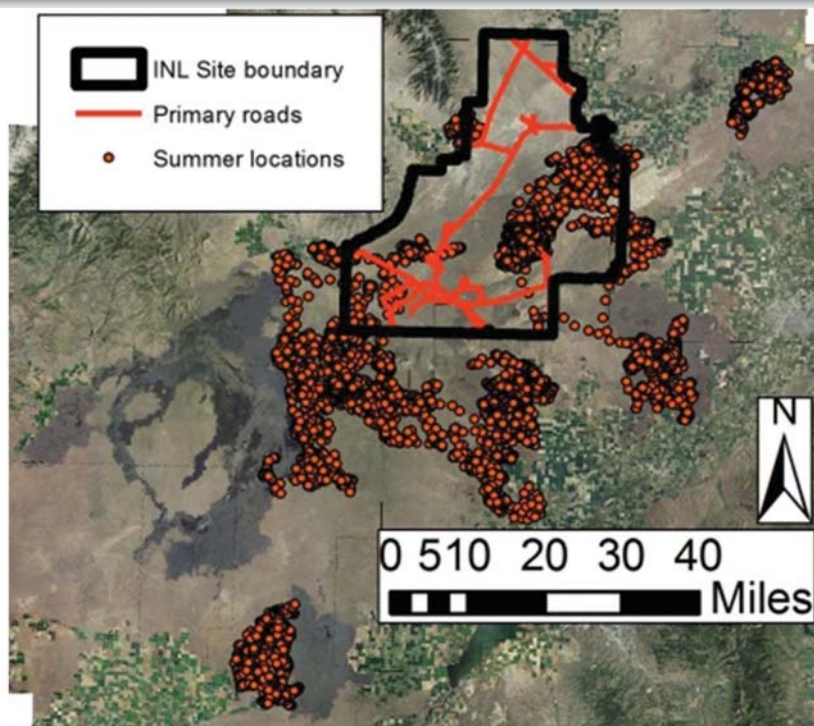 INL Site boundary
Primary roads
Summer locations
N
0 510 20 30 40
Miles